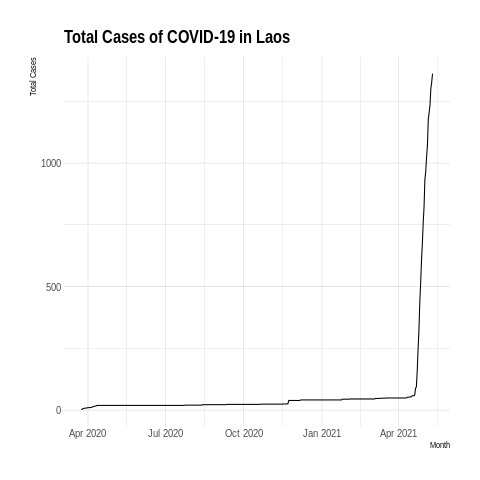 Total Cases of COVID-19 in Laos
Total Cases
1000
500
0
Apr 2020 Jul 2020 Oct 2020 Jan 2021 Apr 2021
Month